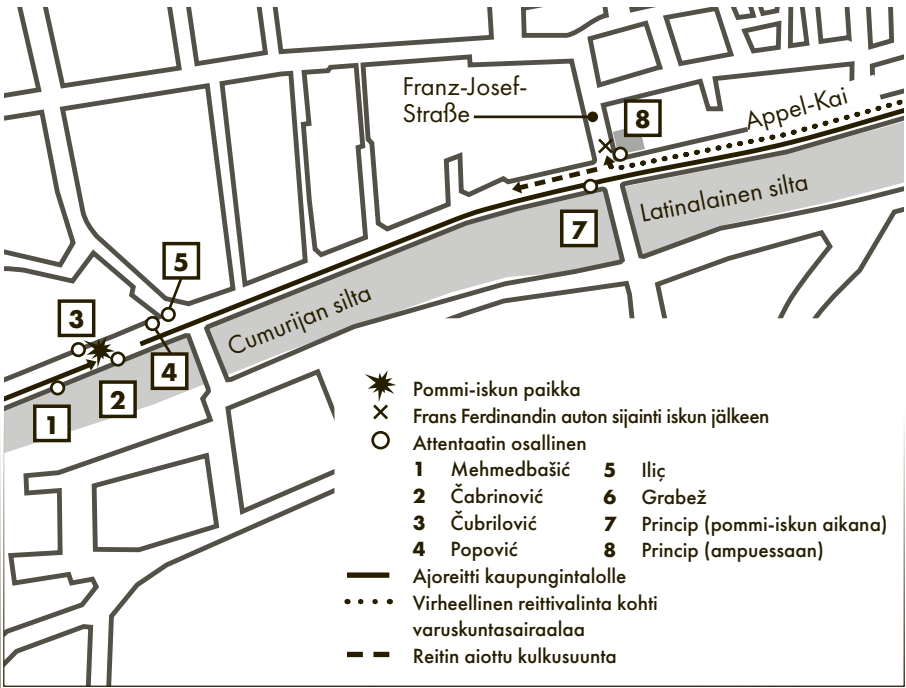 Franz-Josef-
Straße
8
Appel-Kai
Latinalainen silta
7
5
Cumurijan silta
3
4
2
1
Pommi-iskun paikka
Frans Ferdinandin auton sijainti iskun jälkeen
Attentaatin osallinen
1 Mehmedbašić 5 Iliç
2 Čabrinović 6 Grabež
3 Čubrilović 7 Princip (pommi-iskun aikana)
4 Popović 8 Princip (ampuessaan)
Ajoreitti kaupungintalolle
Virheellinen reittivalinta kohti
varuskuntasairaalaa
Reitin aiottu kulkusuunta